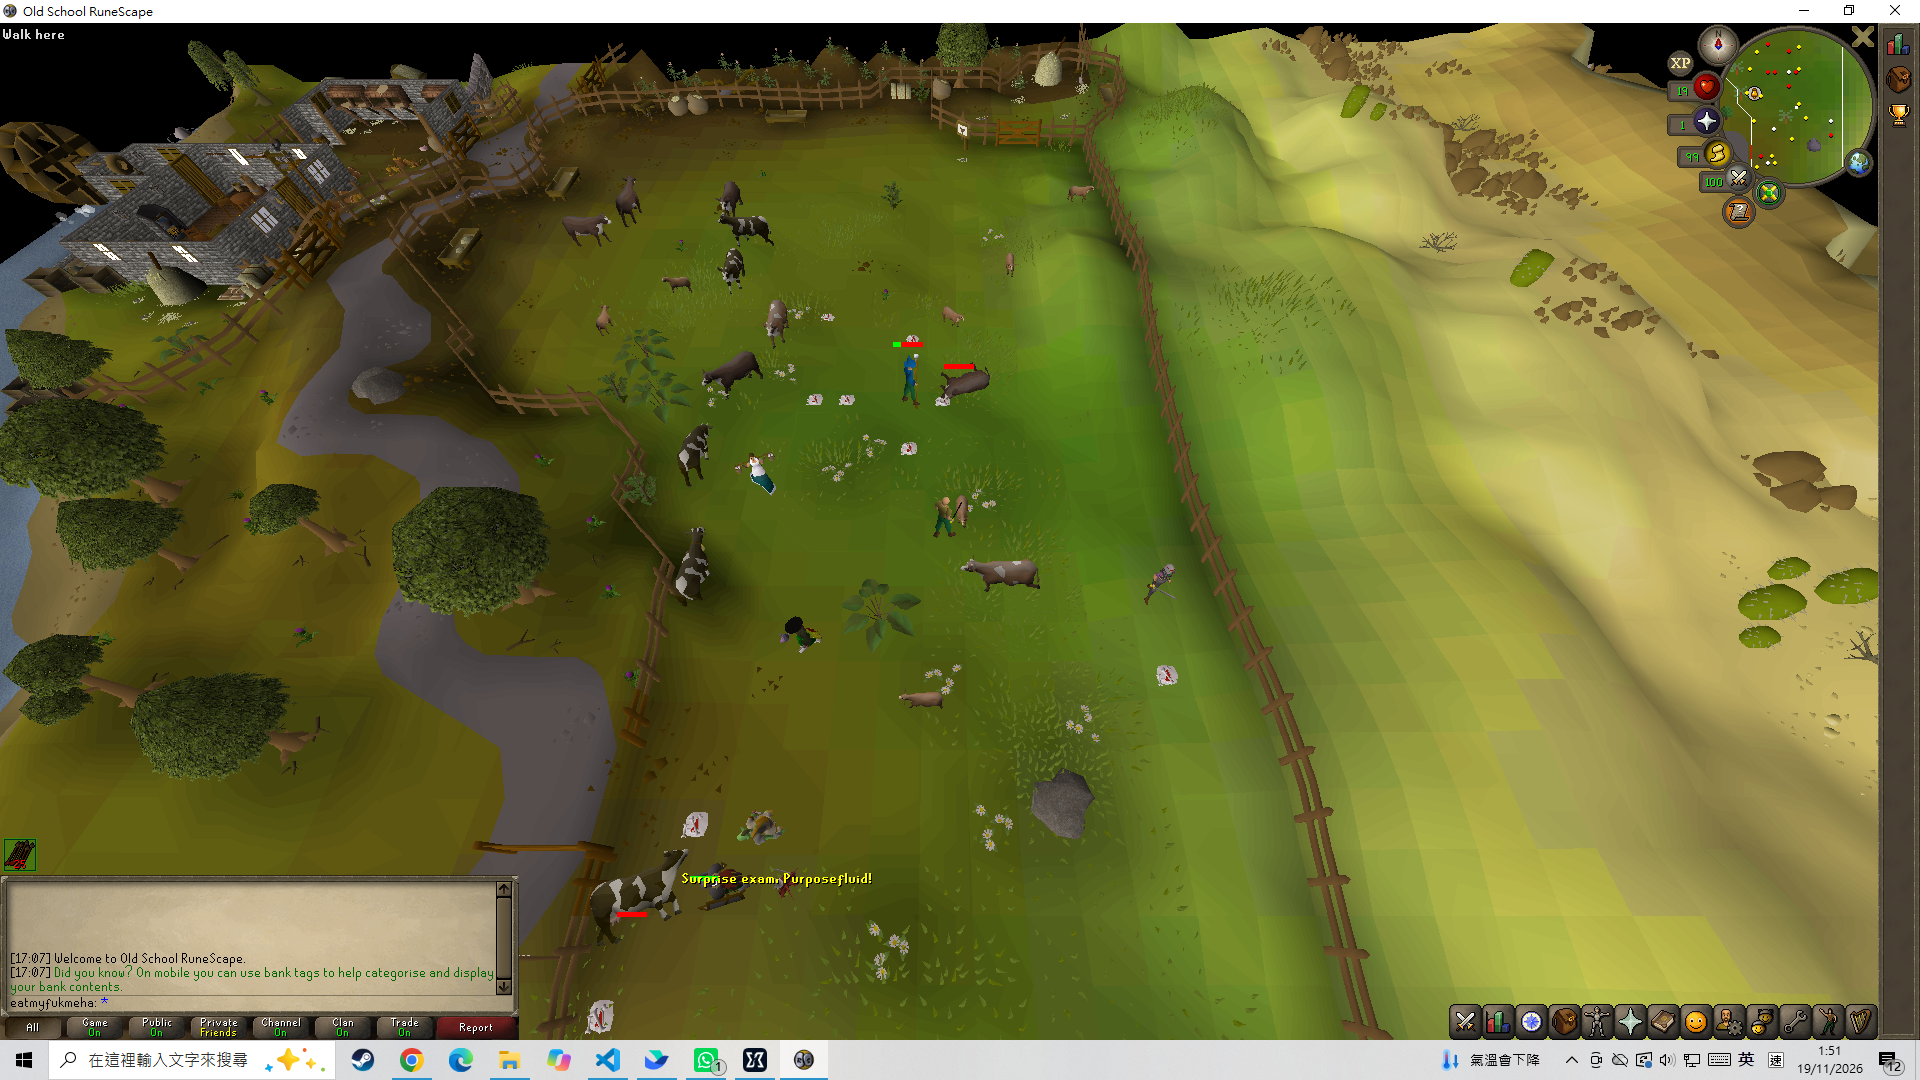 Old School RuneScape
Walk here
N
XP
19
1
99
100
Surprise exam, Purposefluid!
25
[17:07] Welcome to Old School RuneScape.
[17:07] Did you know? On mobile you can use bank tags to help categorise and display
your bank contents.
eatmyfukmeha: *
All
Game
On
Public
On
Private
Friends
Channel
On
Clan
On
Trade
On
Report
在這裡輸入文字來搜尋
1
氣溫會下降
英
速
1:51
19/11/2026
12